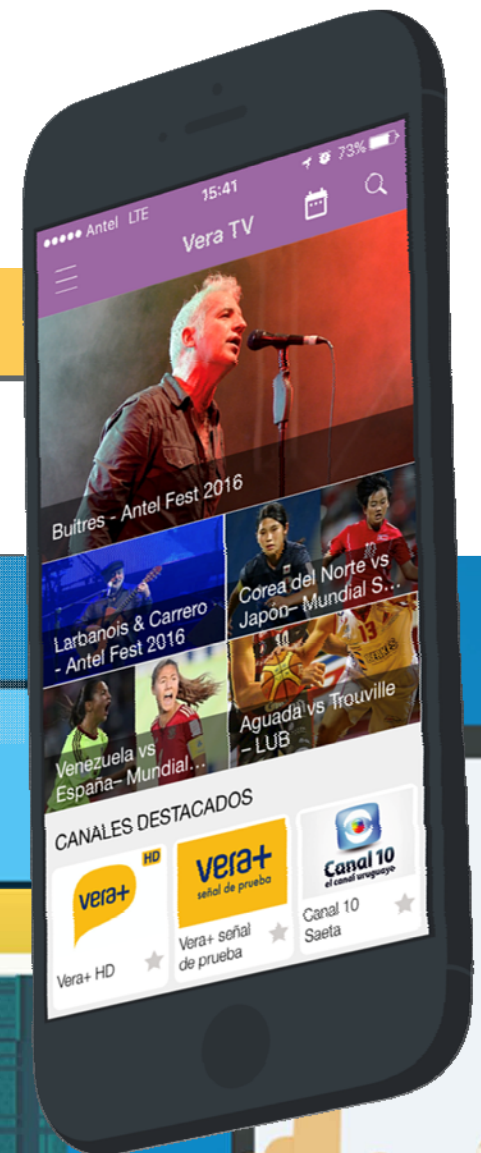 ●●●●● Antel LTE 15:41 73%
Vera TV
Buitres - Antel Fest 2016
Larbanois & Carrero
- Antel Fest 2016
Corea del Norte vs
Japón– Mundial S...
Venezuela vs
España– Mundial...
Aguada vs Trouville
– LUB
13
CANALES DESTACADOS
HD
vera+
Vera+ HD
vera+
señal de prueba
Vera+ señal
de prueba
Canal 10
el canal uruguayo
Canal 10
Saeta